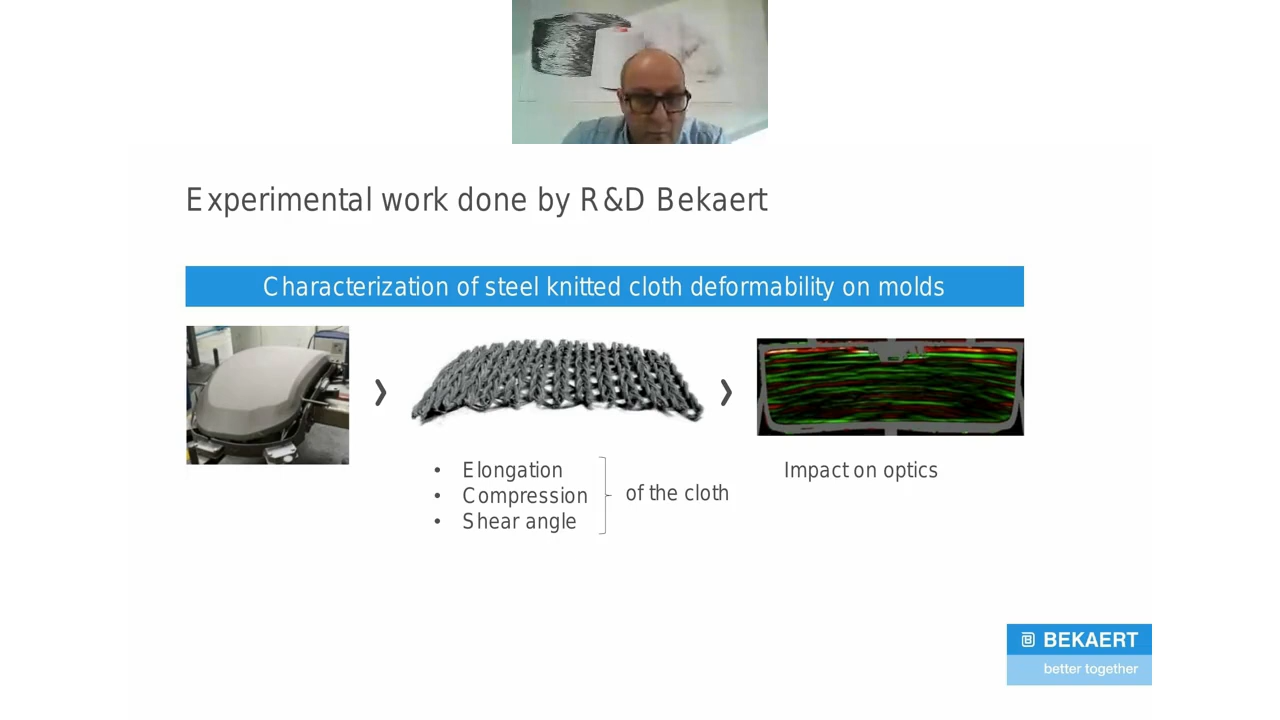 Experimental work done by R&D Bekaert
Characterization of steel knitted cloth deformability on molds
• Elongation
• Compression
• Shear angle
of the cloth
Impact on optics
BEKAERT
better together